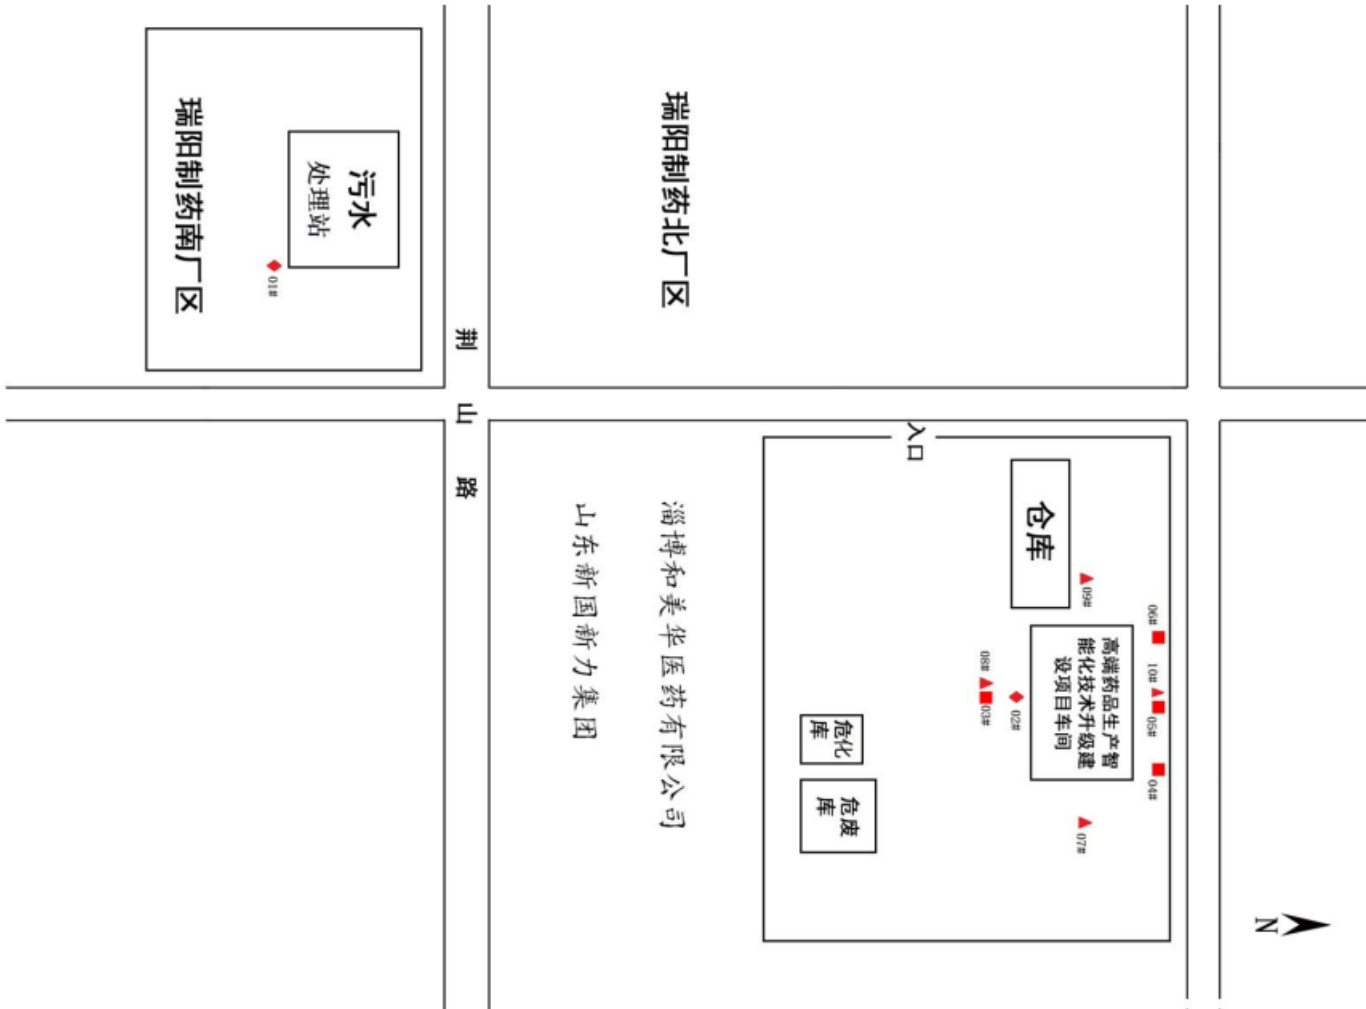 瑞阳制药南厂区
污水
处理站
01#
荆山路
瑞阳制药北厂区
入口
仓库
09#
06#
10#
05#
04#
高端药品生产智
能化技术升级建
设项目车间
08#
03#
02#
07#
危化
库
危废
库
淄博和美华医药有限公司
山东新国新力集团
N